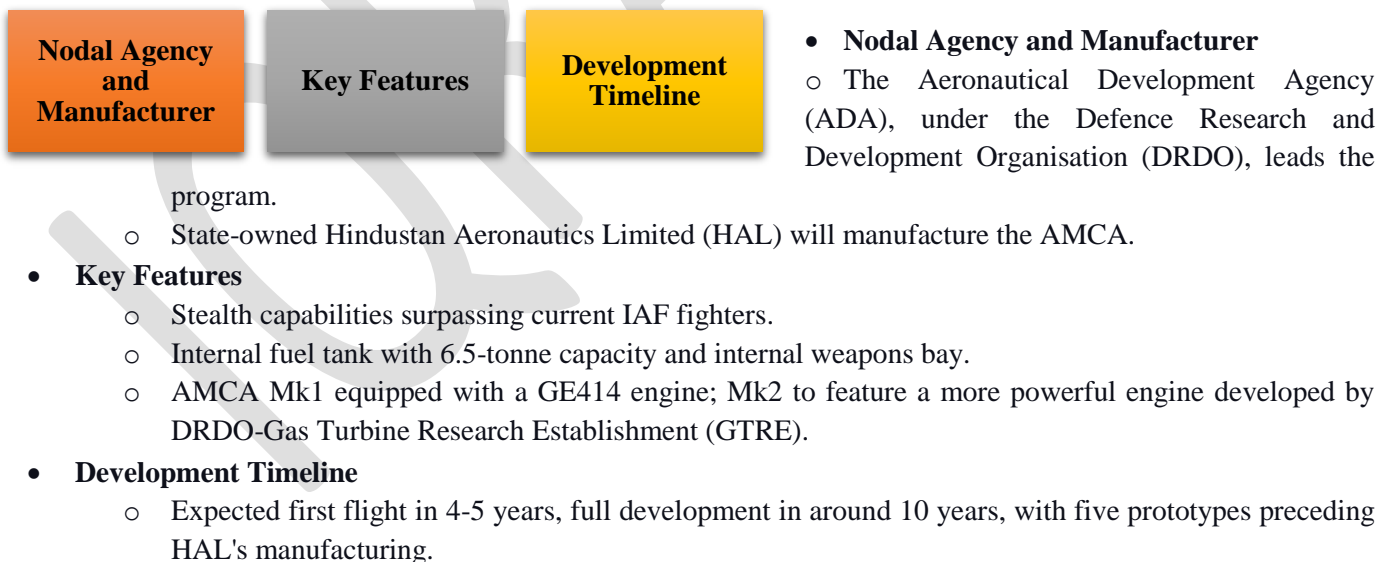 Nodal Agency
and
Manufacturer
Key Features
Development
Timeline
• Nodal Agency and Manufacturer
o The Aeronautical Development Agency
(ADA), under the Defence Research and
Development Organisation (DRDO), leads the
program.
o State-owned Hindustan Aeronautics Limited (HAL) will manufacture the AMCA.
• Key Features
o Stealth capabilities surpassing current IAF fighters.
o Internal fuel tank with 6.5-tonne capacity and internal weapons bay.
o AMCA Mk1 equipped with a GE414 engine; Mk2 to feature a more powerful engine developed by
DRDO-Gas Turbine Research Establishment (GTRE).
• Development Timeline
o Expected first flight in 4-5 years, full development in around 10 years, with five prototypes preceding
HAL's manufacturing.